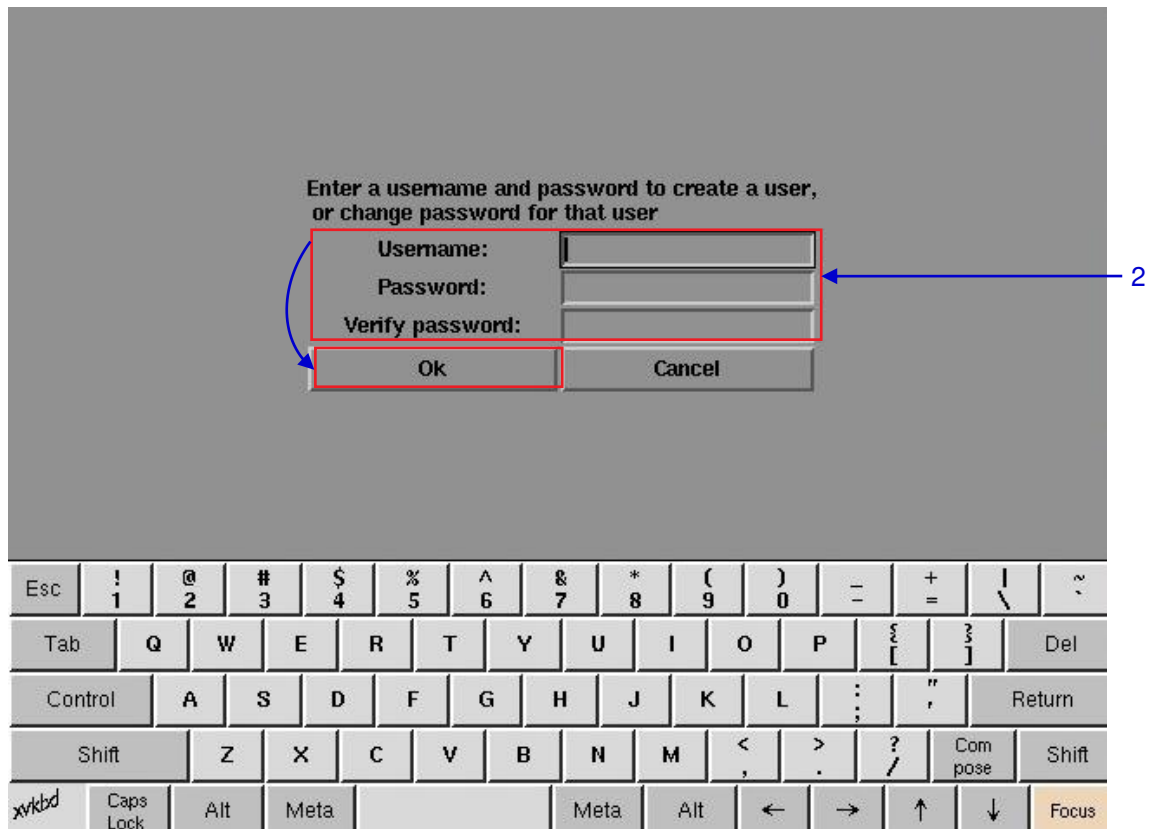 Enter a username and password to create a user,
or change password for that user
Username:
Password:
2
Verify password:
Ok Cancel
Esc ! 1 @ 2 # 3 $ 4 % 5 ^ 6 & 7 * 8 ( 9 ) 0 _ - + = | \ ~ `
Tab Q W E R T Y U I O P { [ } ] Del
Control A S D F G H J K L : ; " ' Return
Shift Z X C V B N M < , > . ? / Com pose Shift
xvkbd Caps Lock Alt Meta Meta Alt ← → ↑ ↓ Focus